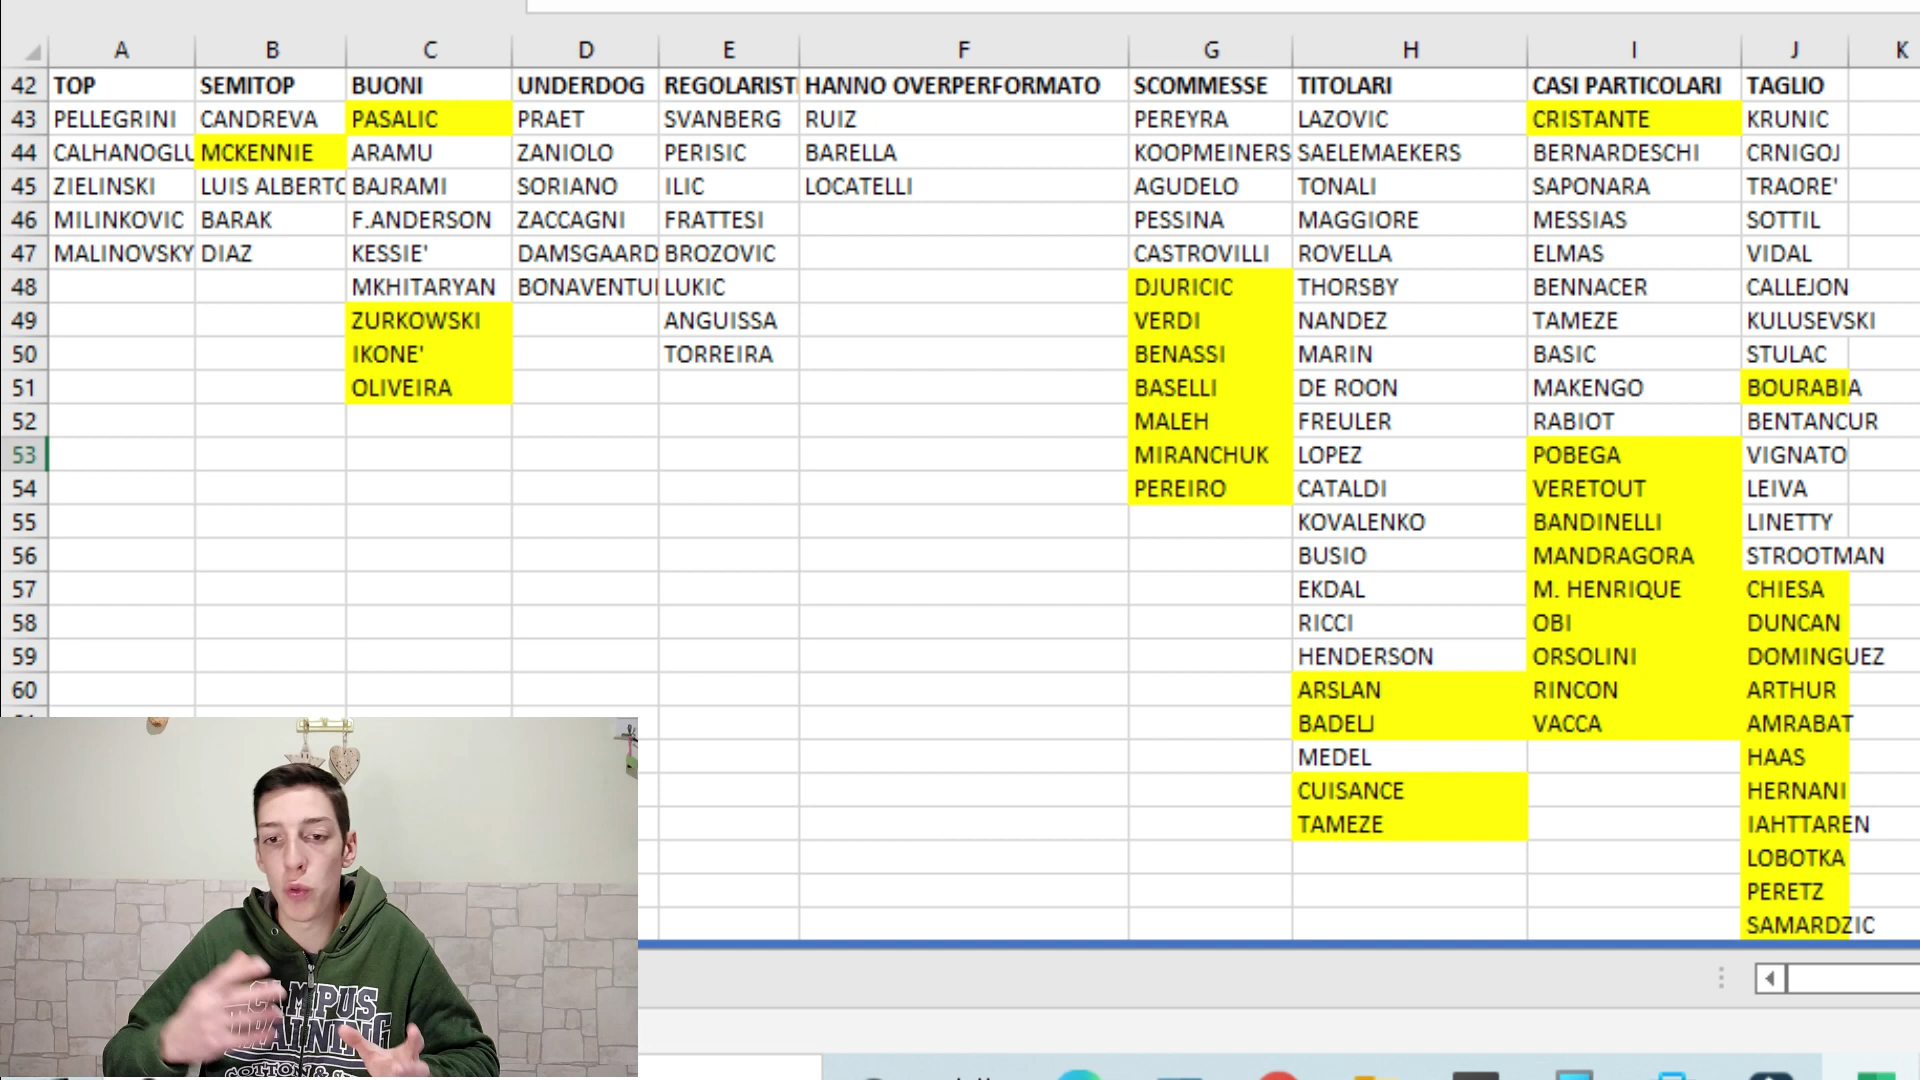 A B C D E F G H I J K
42 TOP SEMITOP BUONI UNDERDOG REGOLARISTI HANNO OVERPERFORMATO SCOMMESSE TITOLARI CASI PARTICOLARI TAGLIO
43 PELLEGRINI CANDREVA PASALIC PRAET SVANBERG RUIZ PEREYRA LAZOVIC CRISTANTE KRUNIC
44 CALHANOGLU MCKENNIE ARAMU ZANIOLO PERISIC BARELLA KOOPMEINERS SAELEMAEKERS BERNARDESCHI CRNIGOJ
45 ZIELINSKI LUIS ALBERTO BAJRAMI SORIANO ILIC LOCATELLI AGUDELO TONALI SAPONARA TRAORE'
46 MILINKOVIC BARAK F.ANDERSON ZACCAGNI FRATTESI PESSINA MAGGIORE MESSIAS SOTTIL
47 MALINOVSKY DIAZ KESSIE' DAMSGAARD BROZOVIC CASTROVILLI ROVELLA ELMAS VIDAL
48 MKHITARYAN BONAVENTU LUKIC DJURICIC THORSBY BENNACER CALLEJON
49 ZURKOWSKI ANGUISSA VERDI NANDEZ TAMEZE KULUSEVSKI
50 IKONE' TORREIRA BENASSI MARIN BASIC STULAC
51 OLIVEIRA BASELLI DE ROON MAKENGO BOURABIA
52 MALEH FREULER RABIOT BENTANCUR
53 MIRANCHUK LOPEZ POBEGA VIGNATO
54 PEREIRO CATALDI VERETOUT LEIVA
55 KOVALENKO BANDINELLI LINETTY
56 BUSIO MANDRAGORA STROOTMAN
57 EKDAL M. HENRIQUE CHIESA
58 RICCI OBI DUNCAN
59 HENDERSON ORSOLINI DOMINGUEZ
60 ARSLAN RINCON ARTHUR
BADELJ VACCA AMRABAT
MEDEL HAAS
CUISANCE HERNANI
TAMEZE IAHTTAREN
LOBOTKA
PERETZ
SAMARDZIC
CAMPUS
TRAINING